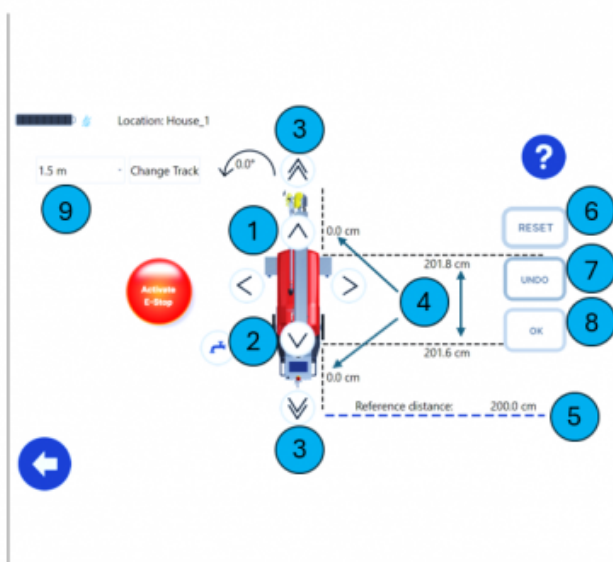 Location: House_1
3
0.0°
?
1.5 m
Change Track
9
6
1
0.0 cm
RESET
201.8 cm
7
Activate
E-Stop
4
UNDO
2
8
OK
201.6 cm
0.0 cm
Reference distance: 200.0 cm
5
3